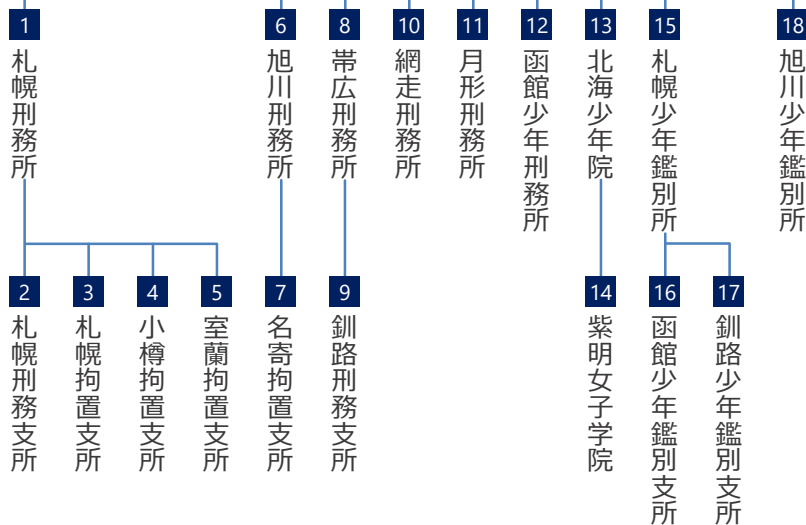 1
札幌刑務所
6
旭川刑務所
8
帯広刑務所
10
網走刑務所
11
月形刑務所
12
函館少年刑務所
13
北海少年院
15
札幌少年鑑別所
18
旭川少年鑑別所
2
札幌刑務支所
3
札幌拘置支所
4
小樽拘置支所
5
室蘭拘置支所
7
名寄拘置支所
9
釧路刑務支所
14
紫明女子学院
16
函館少年鑑別支所
17
釧路少年鑑別支所